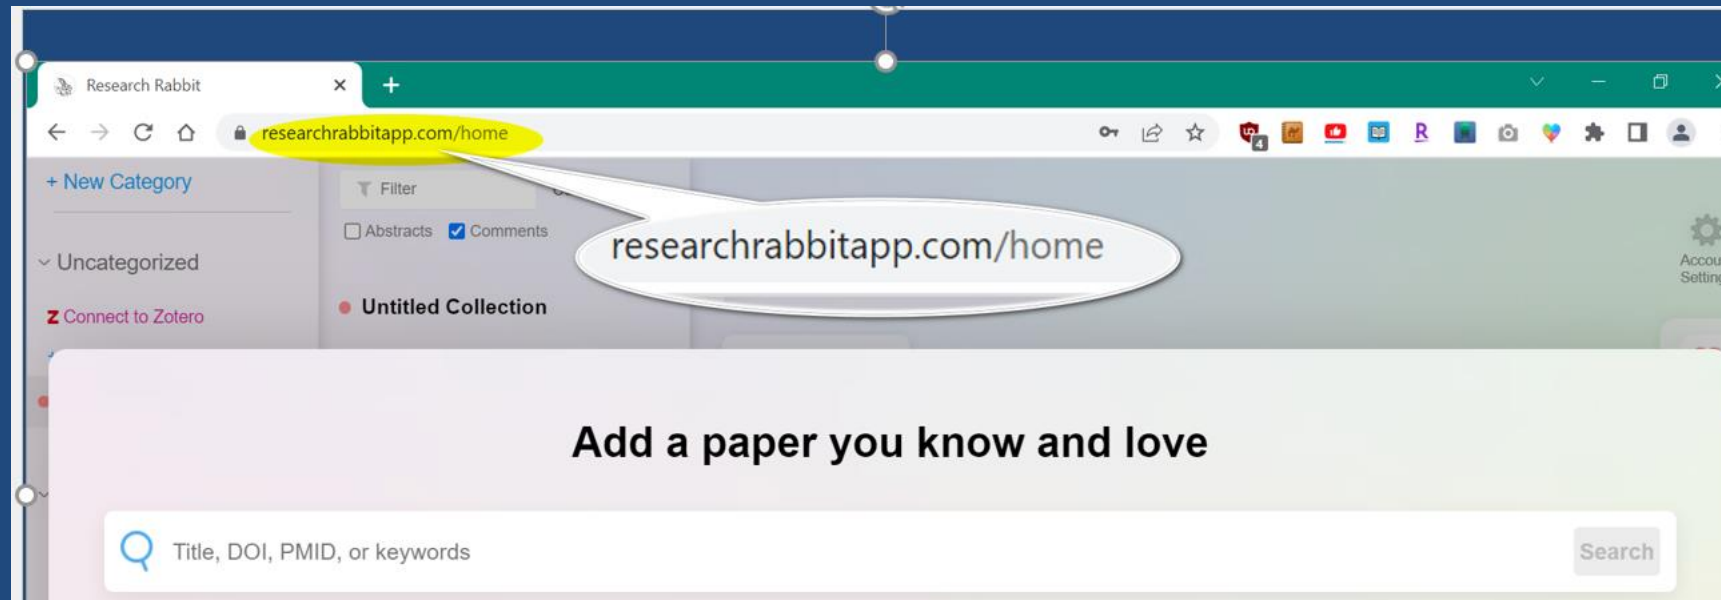 Research Rabbit
researchrabbitapp.com/home
4
R
+ New Category
Filter
Abstracts Comments
researchrabbitapp.com/home
Uncategorized
Z Connect to Zotero
Untitled Collection
Add a paper you know and love
Title, DOI, PMID, or keywords
Search